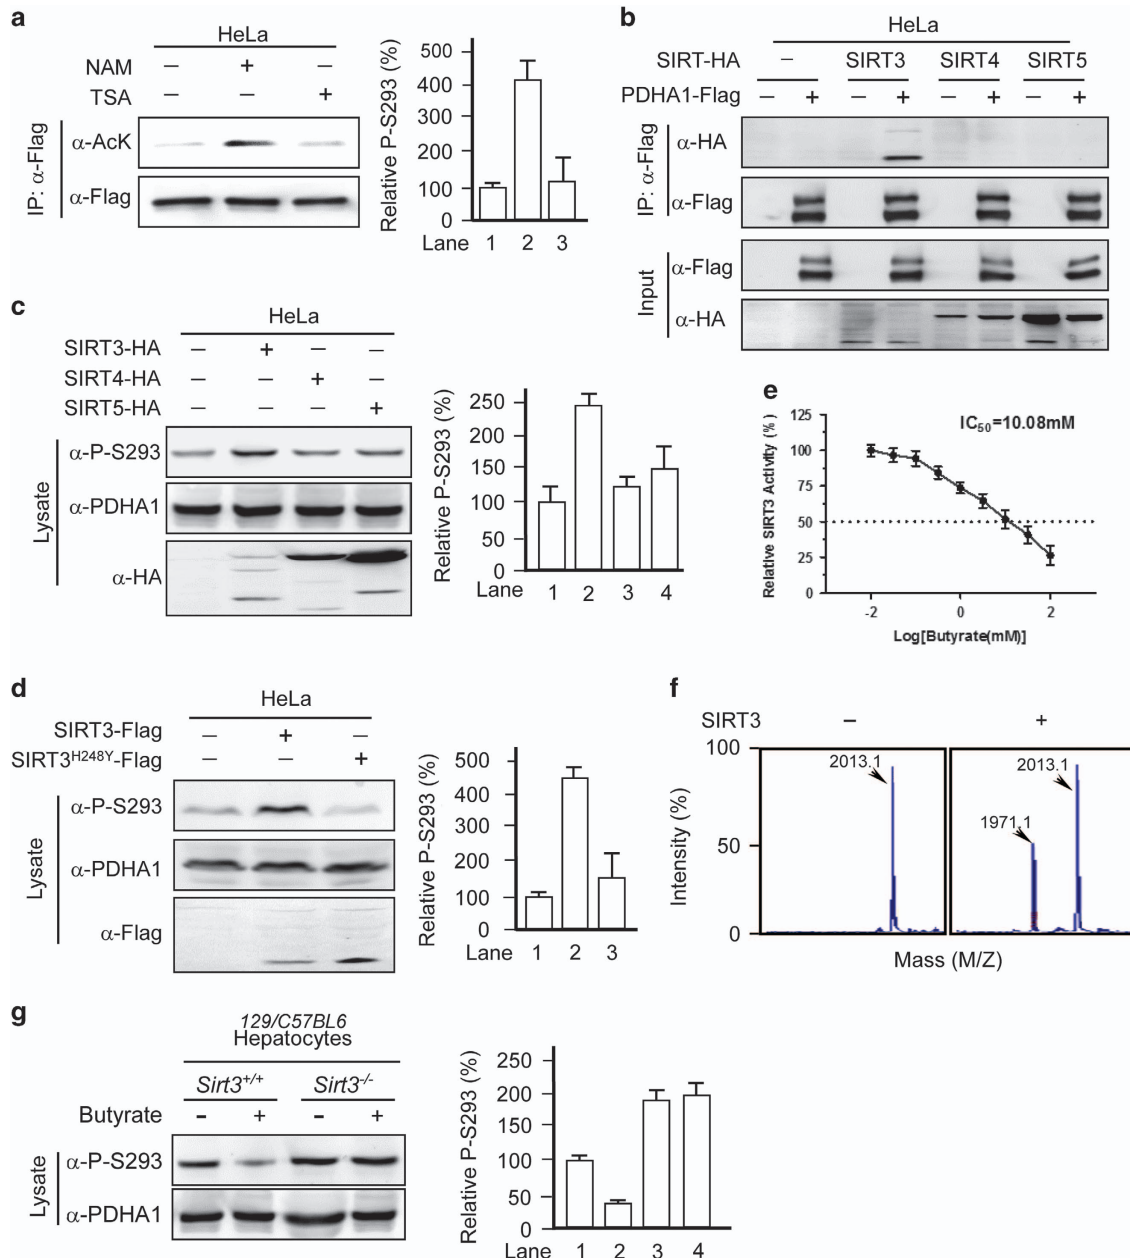 a
HeLa
NAM – + –
TSA – – +
IP: α-Flag
α-AcK
α-Flag
Relative P-S293 (%)
500
400
300
200
100
0
Lane 1 2 3
b
HeLa
SIRT-HA – SIRT3 SIRT4 SIRT5
PDHA1-Flag – + – + – + – +
IP: α-Flag
α-HA
α-Flag
Input
α-Flag
α-HA
c
HeLa
SIRT3-HA – + – –
SIRT4-HA – – + –
SIRT5-HA – – – +
Lysate
α-P-S293
α-PDHA1
α-HA
Relative P-S293 (%)
250
200
150
100
50
0
Lane 1 2 3 4
e
IC50=10.08mM
Relative SIRT3 Activity (%)
125
100
75
50
25
0
-2 0 2
Log[Butyrate(mM)]
d
HeLa
SIRT3-Flag – + –
SIRT3H248Y-Flag – – +
Lysate
α-P-S293
α-PDHA1
α-Flag
Relative P-S293 (%)
500
400
300
200
100
0
Lane 1 2 3
f
SIRT3 – +
Intensity (%)
100
50
0
2013.1
2013.1
1971.1
Mass (M/Z)
g
129/C57BL6
Hepatocytes
Sirt3+/+ Sirt3-/-
Butyrate - + - +
Lysate
α-P-S293
α-PDHA1
Relative P-S293 (%)
250
200
150
100
50
0
Lane 1 2 3 4